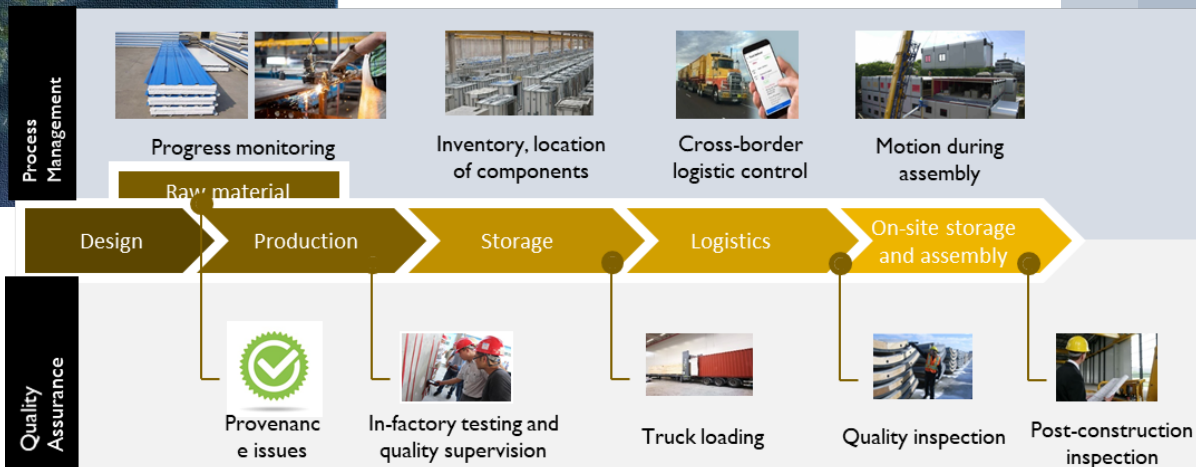 Process
Management
Progress monitoring
Inventory, location
of components
Cross-border
logistic control
Motion during
assembly
Raw material
Design
Production
Storage
Logistics
On-site storage
and assembly
Quality
Assurance
Provenanc
e issues
In-factory testing and
quality supervision
Truck loading
Quality inspection
Post-construction
inspection